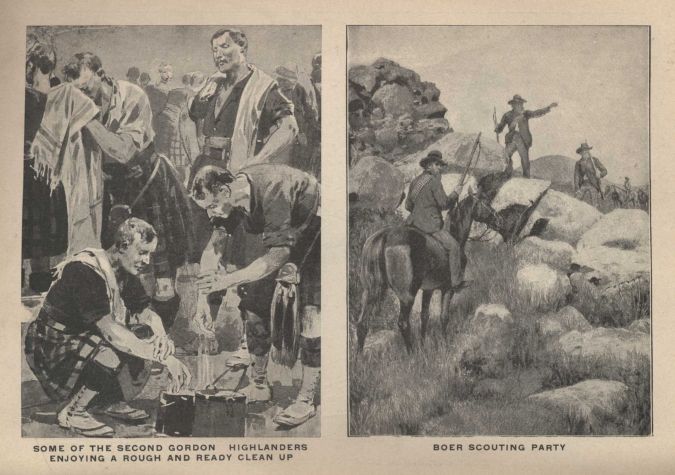 SOME OF THE SECOND GORDON HIGHLANDERS
ENJOYING A ROUGH AND READY CLEAN UP
BOER SCOUTING PARTY